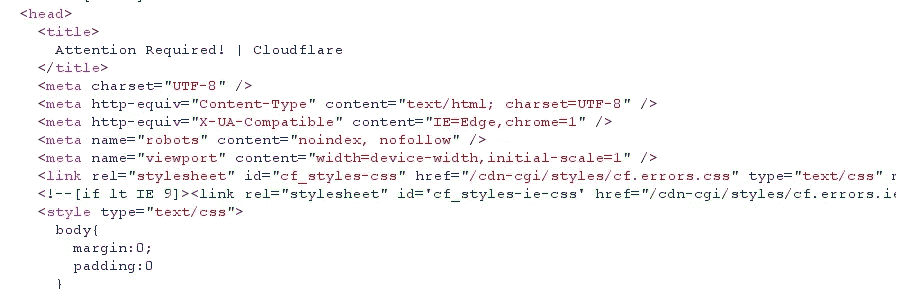 <head>
<title>
Attention Required! | Cloudflare
</title>
<meta charset="UTF-8" />
<meta http-equiv="Content-Type" content="text/html; charset=UTF-8" />
<meta http-equiv="X-UA-Compatible" content="IE=Edge,chrome=1" />
<meta name="robots" content="noindex, nofollow" />
<meta name="viewport" content="width=device-width,initial-scale=1" />
<link rel="stylesheet" id="cf_styles-css" href="/cdn-cgi/styles/cf.errors.css" type="text/css"
<!--[if lt IE 9]><link rel="stylesheet" id='cf_styles-ie-css' href="/cdn-cgi/styles/cf.errors.ie
<style type="text/css">
body{
margin:0;
padding:0
}